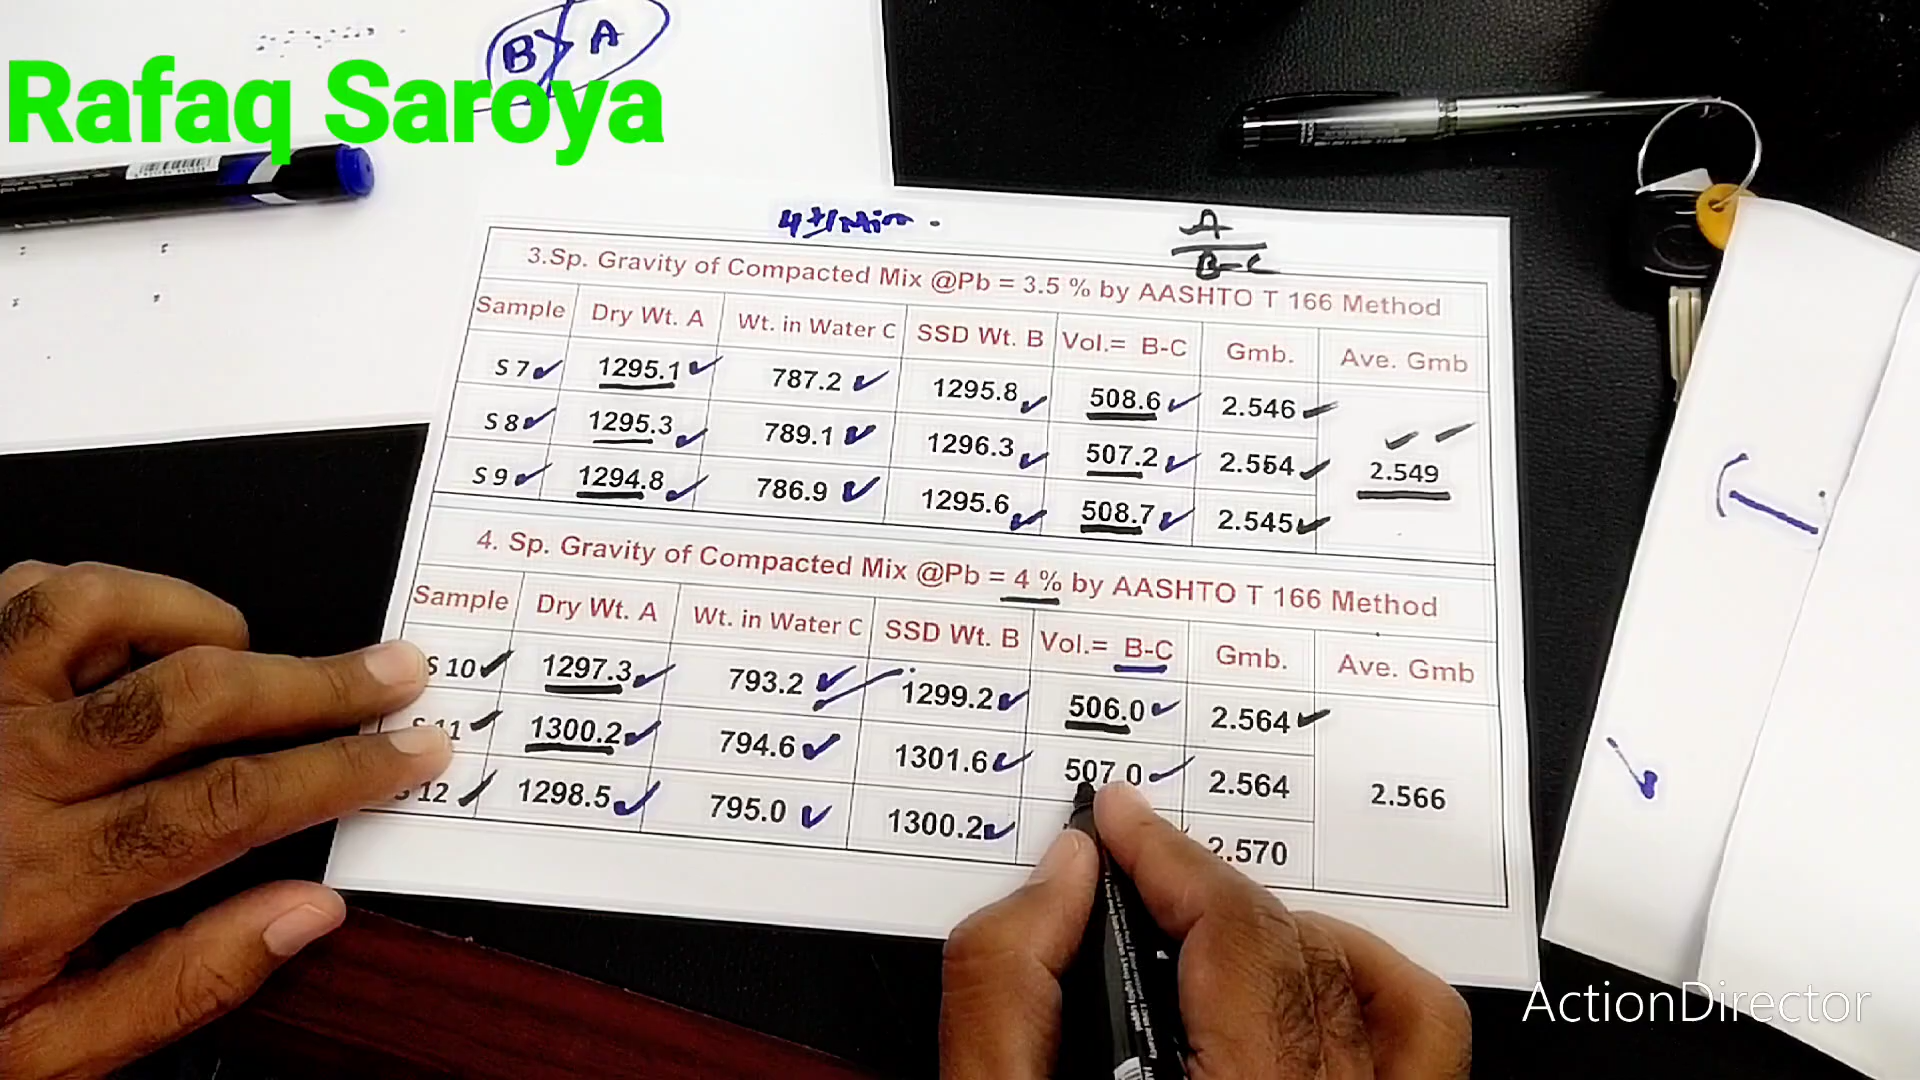 B A
Rafaq Saroya
A
B-C
3.Sp. Gravity of Compacted Mix @Pb = 3.5 % by AASHTO T 166 Method
Sample Dry Wt. A Wt. in Water C SSD Wt. B Vol.= B-C Gmb. Ave. Gmb
S 7 1295.1 787.2 1295.8 508.6 2.546
S 8 1295.3 789.1 1296.3 507.2 2.554 2.549
S 9 1294.8 786.9 1295.6 508.7 2.545
4. Sp. Gravity of Compacted Mix @Pb = 4 % by AASHTO T 166 Method
Sample Dry Wt. A Wt. in Water C SSD Wt. B Vol.= B-C Gmb. Ave. Gmb
S 10 1297.3 793.2 1299.2 506.0 2.564
1300.2 794.6 1301.6 507.0 2.564 2.566
12 1298.5 795.0 1300.2 2.570
ActionDirector